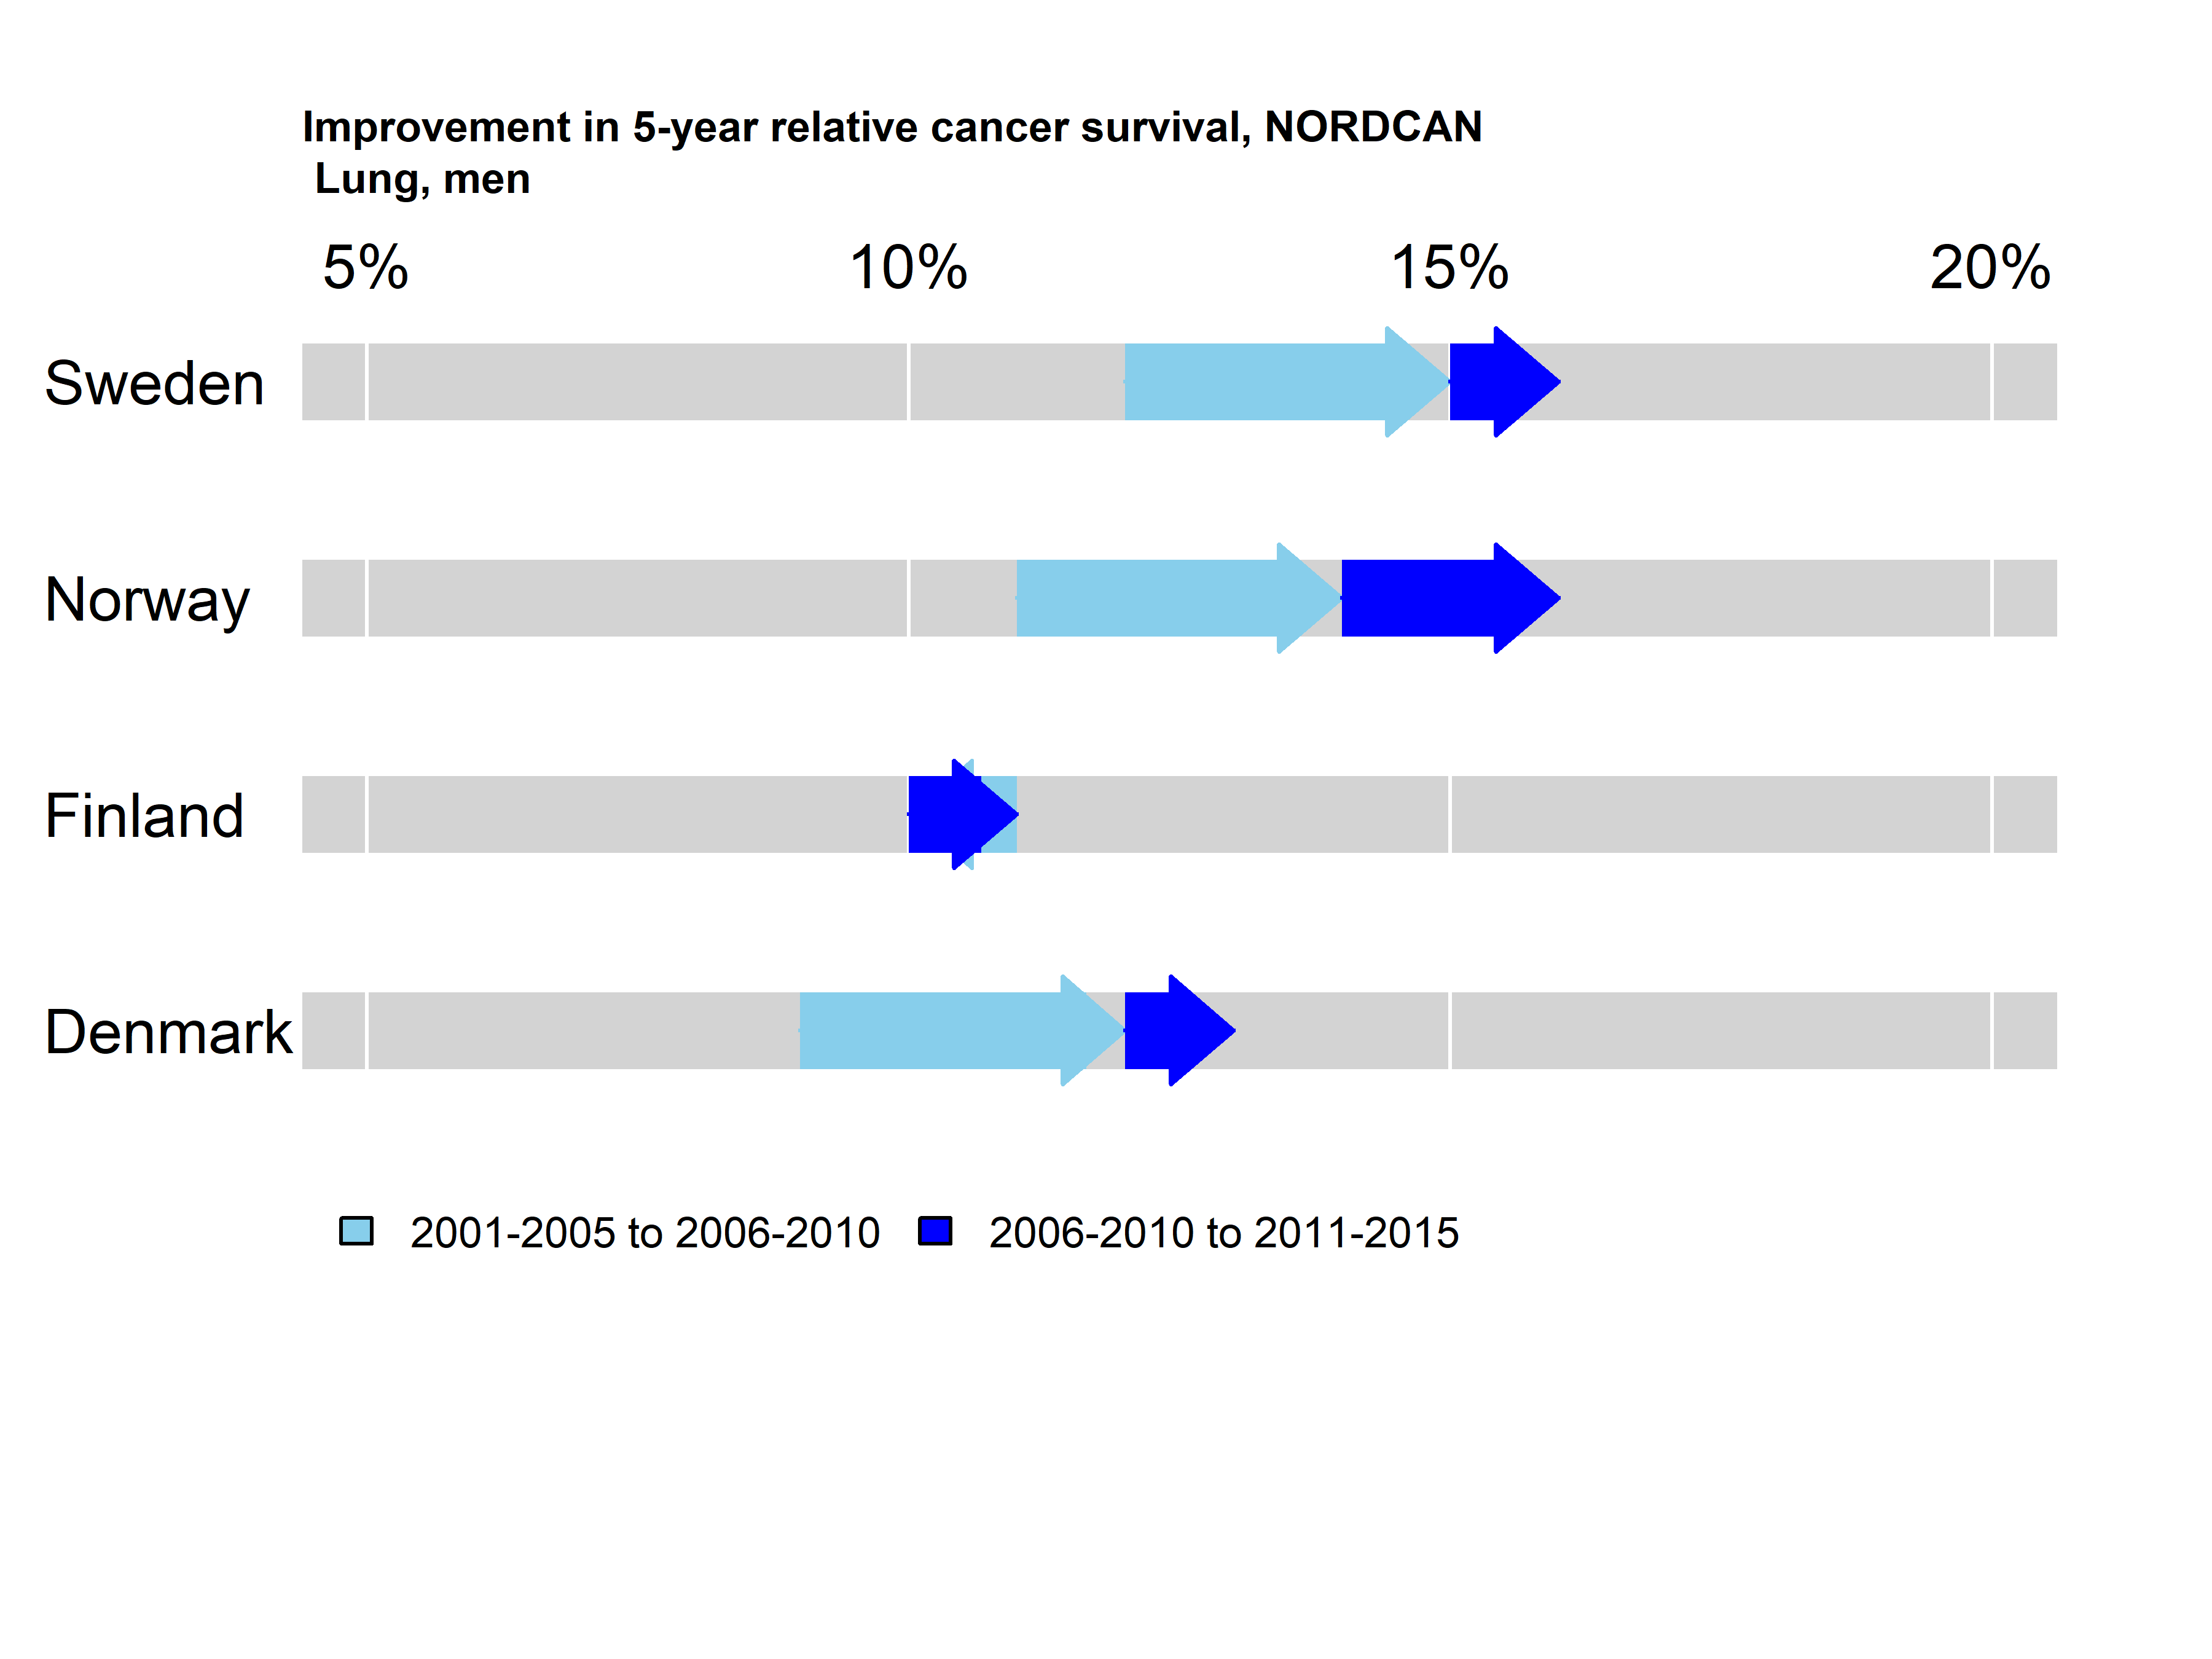 Improvement in 5-year relative cancer survival, NORDCAN
Lung, men
5% 10% 15% 20%
Sweden
Norway
Finland
Denmark
2001-2005 to 2006-2010 2006-2010 to 2011-2015